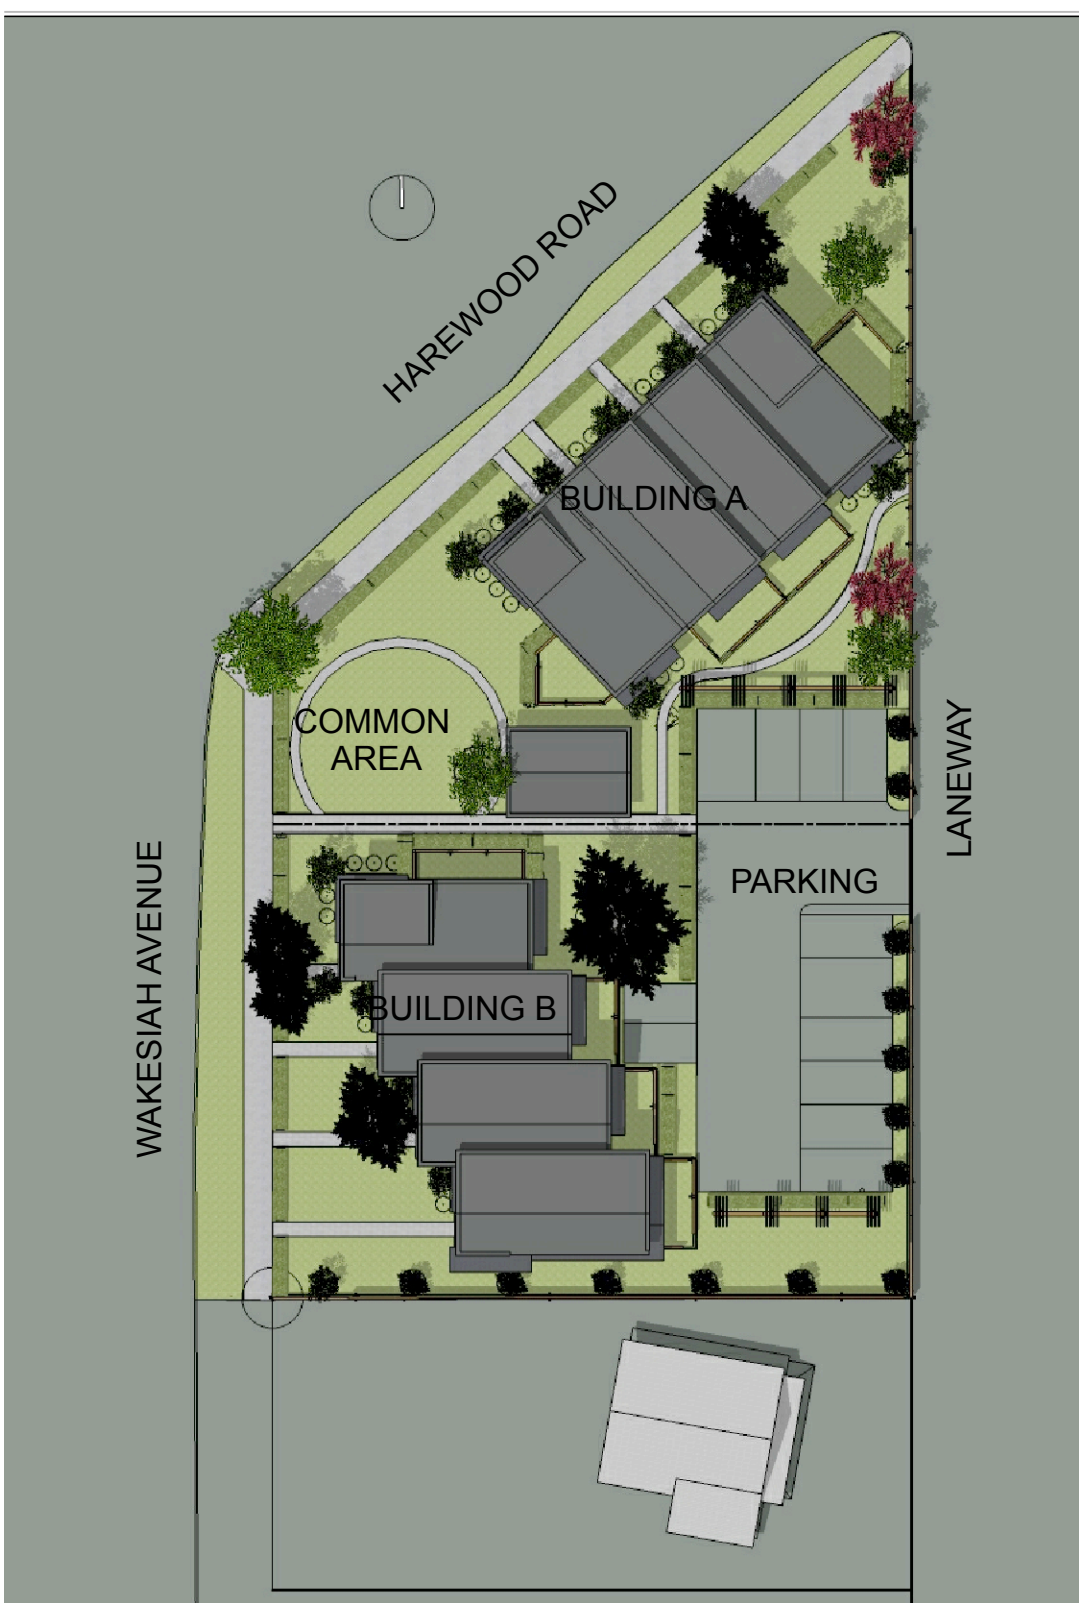 HAREWOOD ROAD
BUILDING A
COMMON
AREA
LANEWAY
PARKING
WAKESIAH AVENUE
BUILDING B